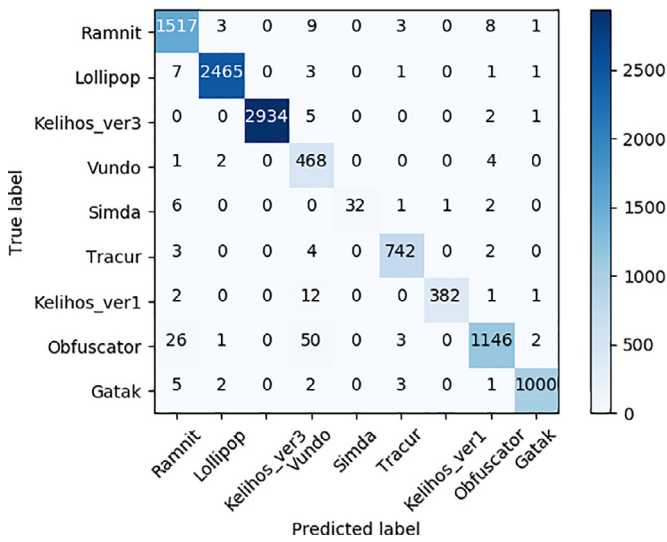 Ramnit 1517 3 0 9 0 3 0 8 1
Lollipop 7 2465 0 3 0 1 0 1 1
Kelihos_ver3 0 0 2934 5 0 0 0 2 1
Vundo 1 2 0 468 0 0 0 4 0
Simda 6 0 0 0 32 1 1 2 0
Tracur 3 0 0 4 0 742 0 2 0
Kelihos_ver1 2 0 0 12 0 0 382 1 1
Obfuscator 26 1 0 50 0 3 0 1146 2
Gatak 5 2 0 2 0 3 0 1 1000
True label
Ramnit Lollipop Kelihos_ver3 Vundo Simda Tracur Kelihos_ver1 Obfuscator Gatak
Predicted label
2500
2000
1500
1000
500
0